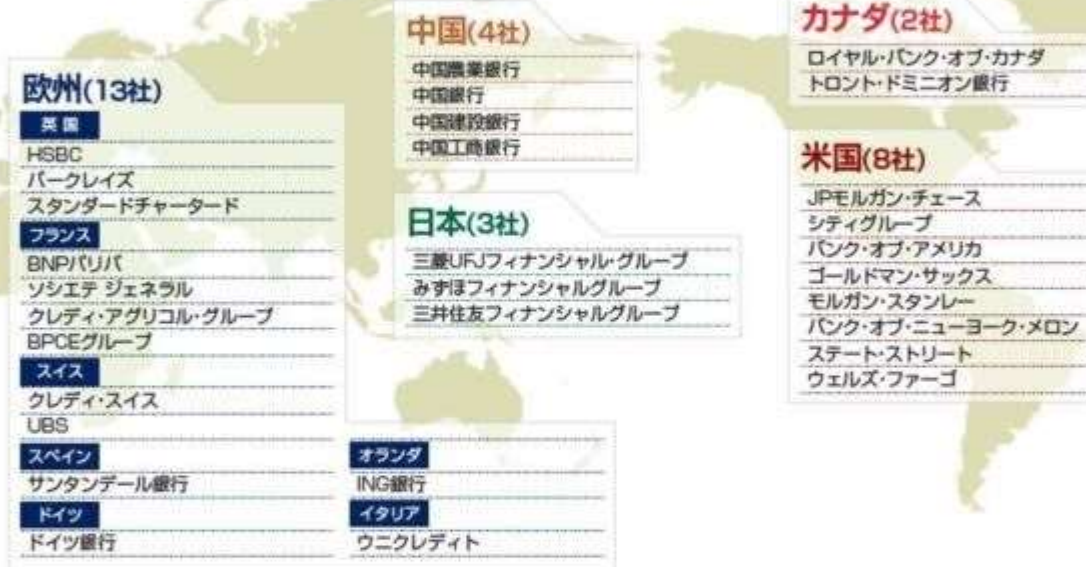 欧州(13社)
英国
HSBC
バークレイズ
スタンダードチャータード
フランス
BNPパリバ
ソシエテ ジェネラル
クレディ・アグリコル・グループ
BPCEグループ
スイス
クレディ・スイス
UBS
スペイン
サンタンデール銀行
ドイツ
ドイツ銀行
オランダ
ING銀行
イタリア
ウニクレディト
中国(4社)
中国農業銀行
中国銀行
中国建設銀行
中国工商銀行
日本(3社)
三菱UFJフィナンシャル・グループ
みずほフィナンシャルグループ
三井住友フィナンシャルグループ
カナダ(2社)
ロイヤル・バンク・オブ・カナダ
トロント・ドミニオン銀行
米国(8社)
JPモルガン・チェース
シティグループ
バンク・オブ・アメリカ
ゴールドマン・サックス
モルガン・スタンレー
バンク・オブ・ニューヨーク・メロン
ステート・ストリート
ウェルズ・ファーゴ